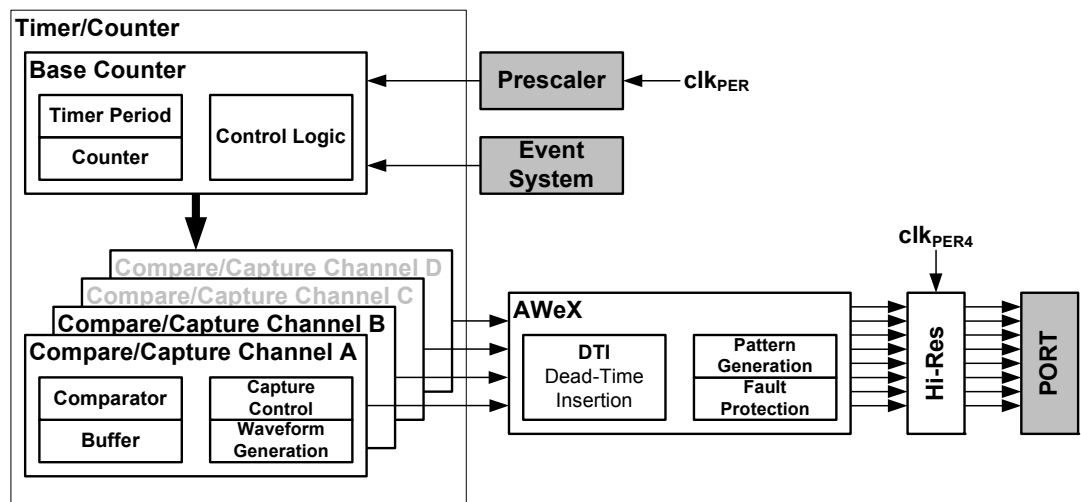 Timer/Counter
Base Counter
Timer Period
Counter
Control Logic
Prescaler
clkPER
Event
System
Compare/Capture Channel D
Compare/Capture Channel C
Compare/Capture Channel B
Compare/Capture Channel A
Comparator
Buffer
Capture
Control
Waveform
Generation
AWeX
DTI
Dead-Time
Insertion
Pattern
Generation
Fault
Protection
clkPER4
Hi-Res
PORT